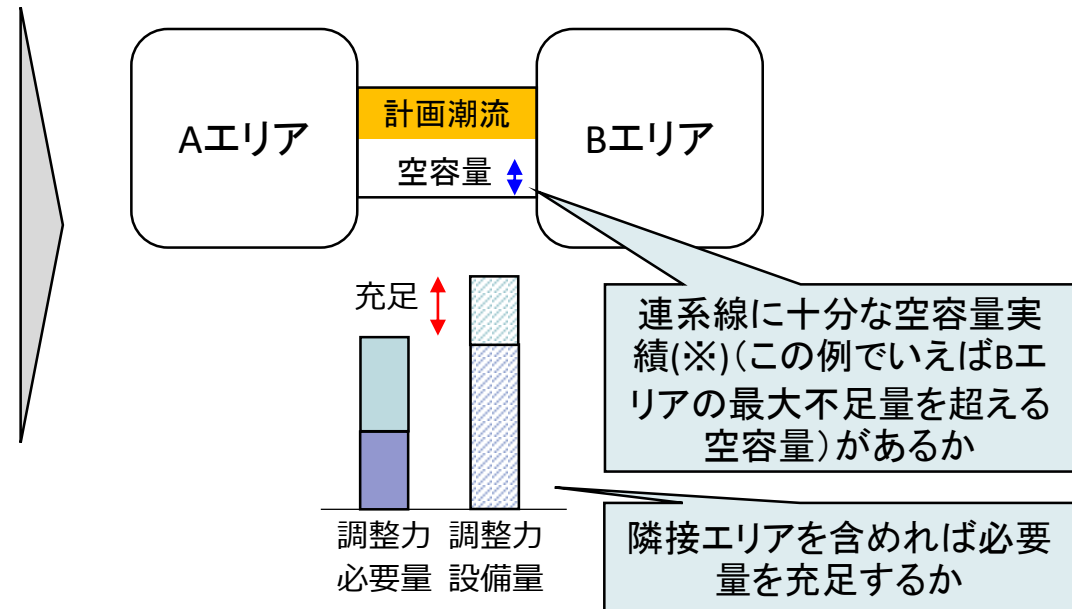 Aエリア
計画潮流
空容量
Bエリア
充足
連系線に十分な空容量実
績(※)(この例でいえばBエ
リアの最大不足量を超える
空容量)があるか
調整力 調整力
必要量 設備量
隣接エリアを含めれば必要
量を充足するか